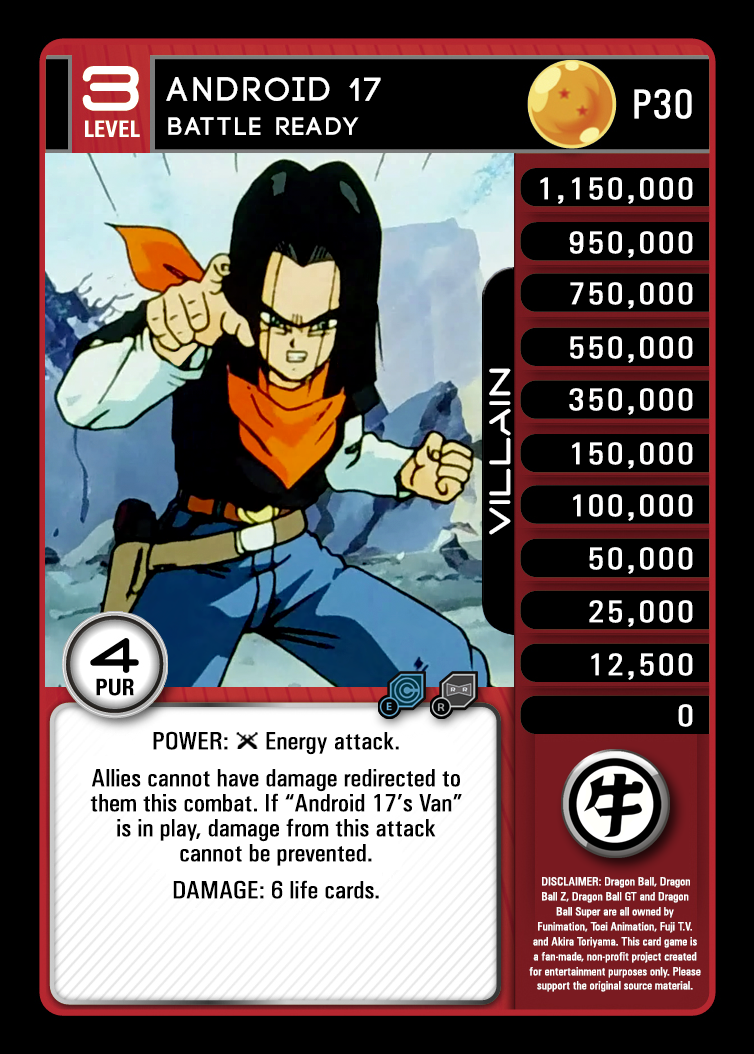 3
LEVEL
ANDROID 17
BATTLE READY
P30
1,150,000
950,000
750,000
550,000
350,000
150,000
100,000
50,000
25,000
12,500
0
VILLAIN
4
PUR
E
R
R R
POWER: Energy attack.
Allies cannot have damage redirected to
them this combat. If “Android 17’s Van”
is in play, damage from this attack
cannot be prevented.
DAMAGE: 6 life cards.
牛
DISCLAIMER: Dragon Ball, Dragon
Ball Z, Dragon Ball GT and Dragon
Ball Super are all owned by
Funimation, Toei Animation, Fuji T.V.
and Akira Toriyama. This card game is
a fan-made, non-profit project created
for entertainment purposes only. Please
support the original source material.